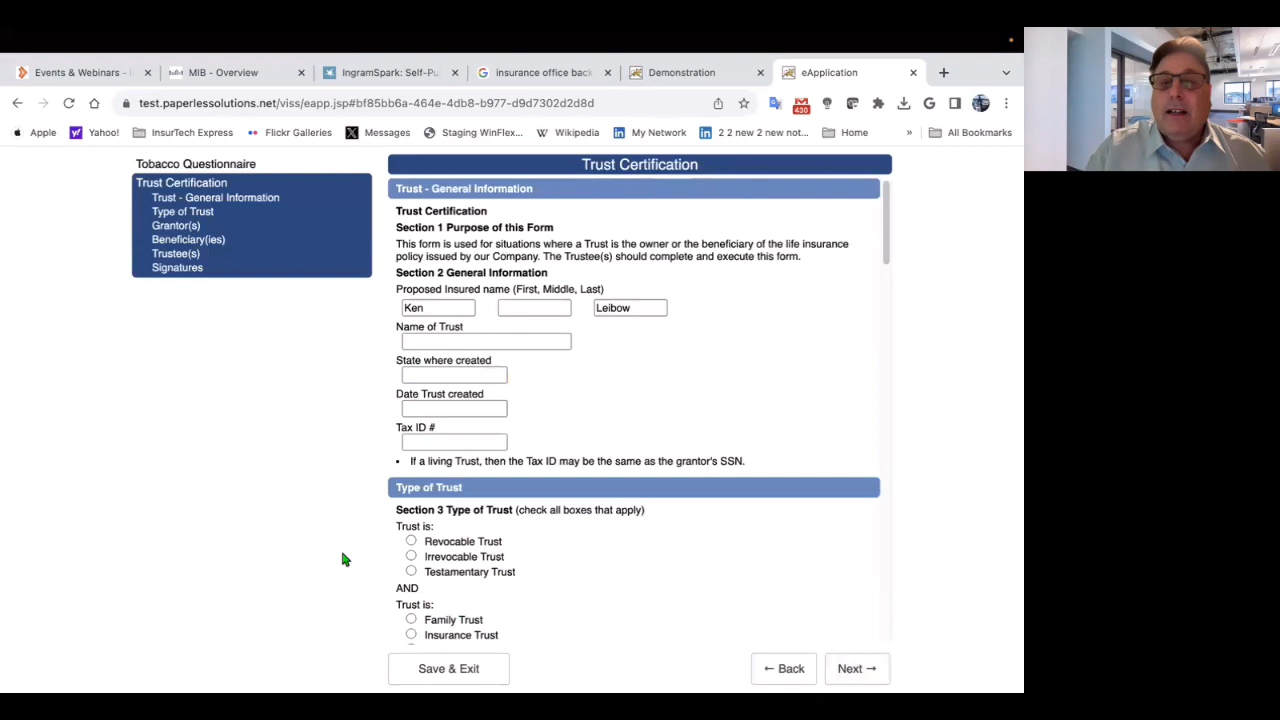 Events & Webinars -
MIB - Overview
IngramSpark: Self-Pu
insurance office back
Demonstration
eApplication
test.paperlesssolutions.net/viss/eapp.jsp#bf85bb6a-464e-4db8-b977-d9d7302d2d8d
430
Apple
Yahoo!
InsurTech Express
Flickr Galleries
Messages
Staging WinFlex...
Wikipedia
My Network
2 2 new 2 new not...
Home
»
All Bookmarks
Tobacco Questionnaire
Trust Certification
Trust - General Information
Type of Trust
Grantor(s)
Beneficiary(ies)
Trustee(s)
Signatures
Trust Certification
Trust - General Information
Trust Certification
Section 1 Purpose of this Form
This form is used for situations where a Trust is the owner or the beneficiary of the life insurance
policy issued by our Company. The Trustee(s) should complete and execute this form.
Section 2 General Information
Proposed Insured name (First, Middle, Last)
Ken
Leibow
Name of Trust
State where created
Date Trust created
Tax ID #
• If a living Trust, then the Tax ID may be the same as the grantor's SSN.
Type of Trust
Section 3 Type of Trust (check all boxes that apply)
Trust is:
Revocable Trust
Irrevocable Trust
Testamentary Trust
AND
Trust is:
Family Trust
Insurance Trust
Save & Exit
← Back
Next →